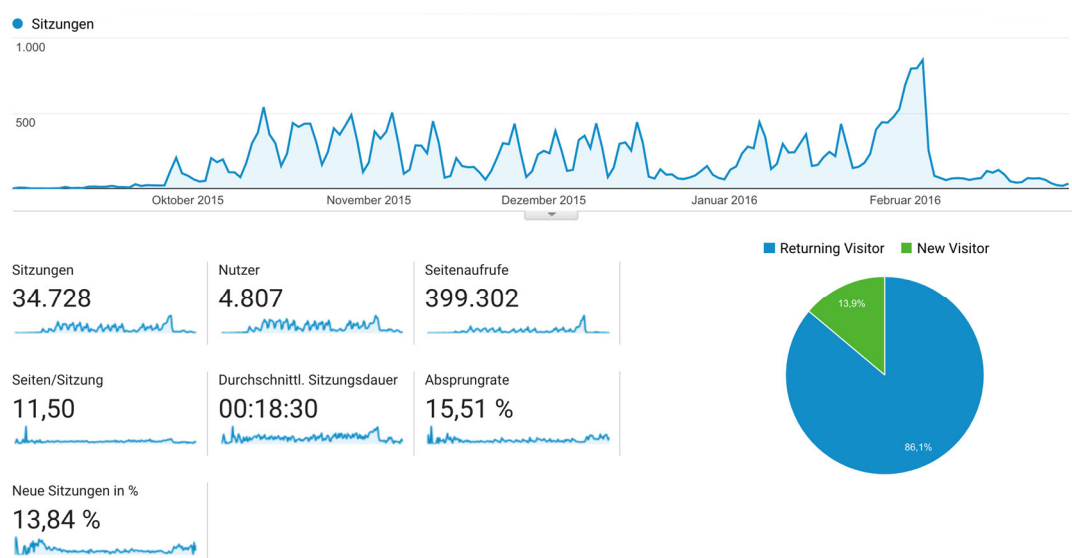 Sitzungen
1.000
500
Oktober 2015 November 2015 Dezember 2015 Januar 2016 Februar 2016
Returning Visitor New Visitor
Sitzungen Nutzer Seitenaufrufe
34.728 4.807 399.302
13,9%
86,1%
Seiten/Sitzung Durchschnittl. Sitzungsdauer Absprungrate
11,50 00:18:30 15,51 %
Neue Sitzungen in %
13,84 %